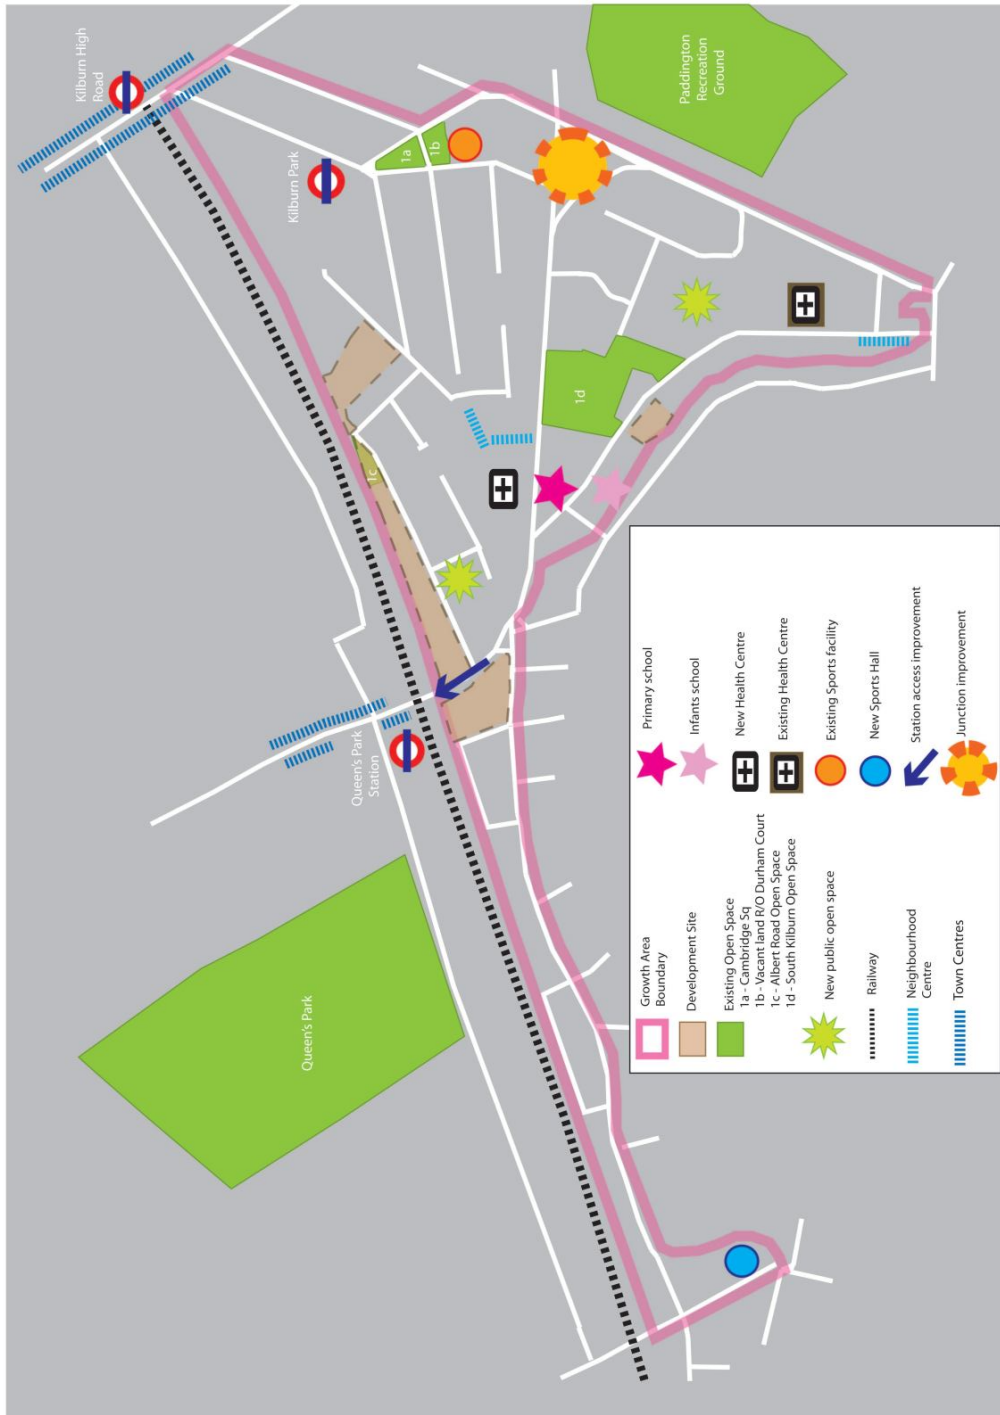 Kilburn High
Road
Kilburn Park
Paddington
Recreation
Ground
Queen's Park
Station
Queen's Park
1a
1b
1c
1d
Growth Area
Boundary
Development Site
Existing Open Space
1a - Cambridge Sq
1b - Vacant land R/O Durham Court
1c - Albert Road Open Space
1d - South Kilburn Open Space
New public open space
Railway
Neighbourhood
Centre
Town Centres
Primary school
Infants school
New Health Centre
Existing Health Centre
Existing Sports facility
New Sports Hall
Station access improvement
Junction improvement